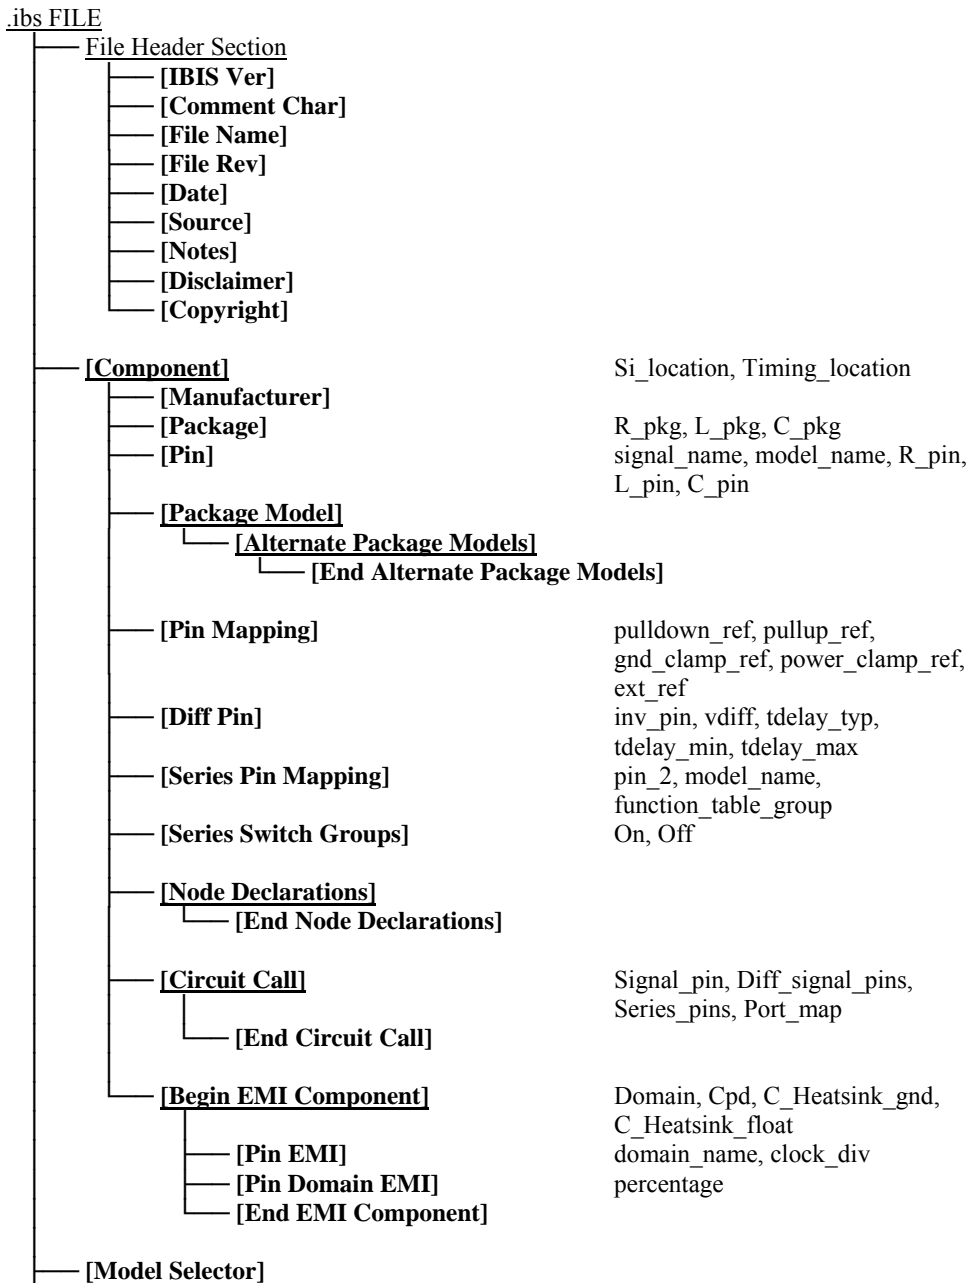 .ibs FILE
File Header Section
[IBIS Ver]
[Comment Char]
[File Name]
[File Rev]
[Date]
[Source]
[Notes]
[Disclaimer]
[Copyright]
[Component] Si_location, Timing_location
[Manufacturer]
[Package] R_pkg, L_pkg, C_pkg
[Pin] signal_name, model_name, R_pin,
L_pin, C_pin
[Package Model]
[Alternate Package Models]
[End Alternate Package Models]
[Pin Mapping] pulldown_ref, pullup_ref,
gnd_clamp_ref, power_clamp_ref,
ext_ref
[Diff Pin] inv_pin, vdiff, tdelay_typ,
tdelay_min, tdelay_max
[Series Pin Mapping] pin_2, model_name,
function_table_group
[Series Switch Groups] On, Off
[Node Declarations]
[End Node Declarations]
[Circuit Call] Signal_pin, Diff_signal_pins,
Series_pins, Port_map
[End Circuit Call]
[Begin EMI Component] Domain, Cpd, C_Heatsink_gnd,
C_Heatsink_float
[Pin EMI] domain_name, clock_div
[Pin Domain EMI] percentage
[End EMI Component]
[Model Selector]